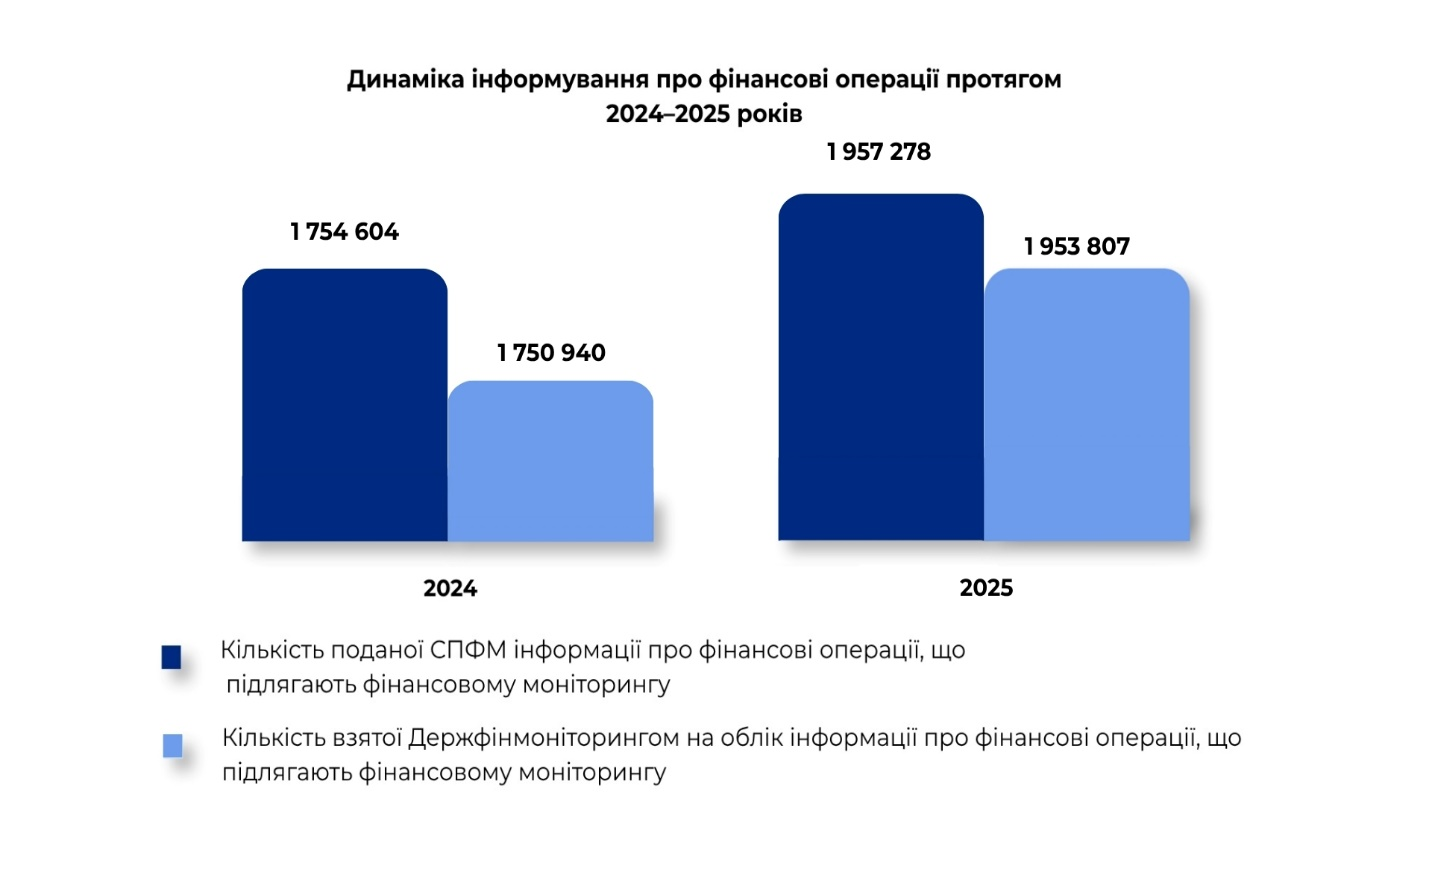 Динаміка інформування про фінансові операції протягом
2024–2025 років
1 957 278
1 754 604
1 953 807
1 750 940
2024
2025
Кількість поданої СПФМ інформації про фінансові операції, що
підлягають фінансовому моніторингу
Кількість взятої Держфінмоніторингом на облік інформації про фінансові операції, що
підлягають фінансовому моніторингу